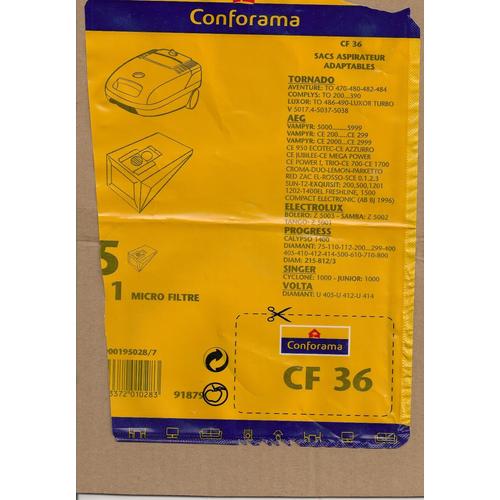 Conforama
CF 36
SACS ASPIRATEUR
ADAPTABLES
TORNADO
AVENTURE: TO 470-480-482-484
COMPLYS: TO 200...390
LUXOR: TO 486-490-LUXOR TURBO
V 5017.4-5037-5038
AEG
VAMPYR: 5000........5999
VAMPYR: CE 200.....CE 299
VAMPYR: CE 2000...CE 2999
CE 950 ECOTEC-CE AZZURRO
CE JUBILEE-CE MEGA POWER
CE POWER I, TRIO-CE 700-CE 1700
CROMA-DUO-LEMON-PARKETTO
RED ZAC EL-ROSSO-SCE 0.1.2.3
SUN-T2-EXQUISIT: 200,500,1201
1202-1400EL FRESHLINE, 1500
COMPACT ELECTRONIC (AB BJ 1996)
ELECTROLUX
BOLERO: Z 5003 - SAMBA: Z 5002
TANGO: Z 5001
PROGRESS
CALYPSO 1400
DIAMANT: 75-110-112-200...299-400
405-410-412-414-500-610-710-800
DIAM: 215-812/3
SINGER
CYCLONE: 1000 - JUNIOR: 1000
VOLTA
DIAMANT: U 405-U 412-U 414
5
1 MICRO FILTRE
00195028/7
3372"010283
91879
Conforama
CF 36